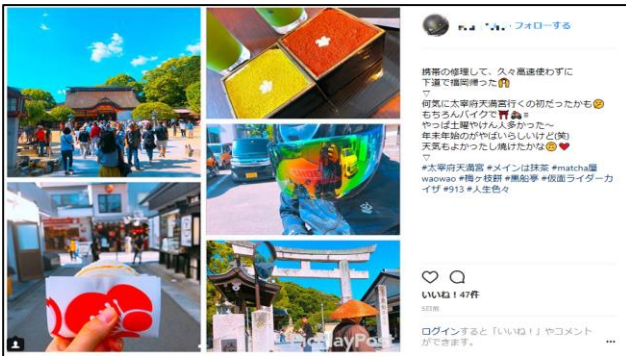 フォローする
携帯の修理して、久々高速使わずに
下道で福岡帰った🙌
▽
何気に太宰府天満宮行くの初だったかも
もちろんバイクで⛩🏍=
やっぱ土曜やけん人多かった〜
年末年始のがやばいらしいけど(笑)
天気もよかったし焼けたかな🙃❤
▽
#太宰府天満宮 #メインは抹茶 #matcha屋
waowao #梅ヶ枝餅 #黒船亭 #仮面ライダーカ
イザ #913 #人生色々
いいね！47件
5日前
ログインすると「いいね！」やコメント
ができます。
PicPlayPost